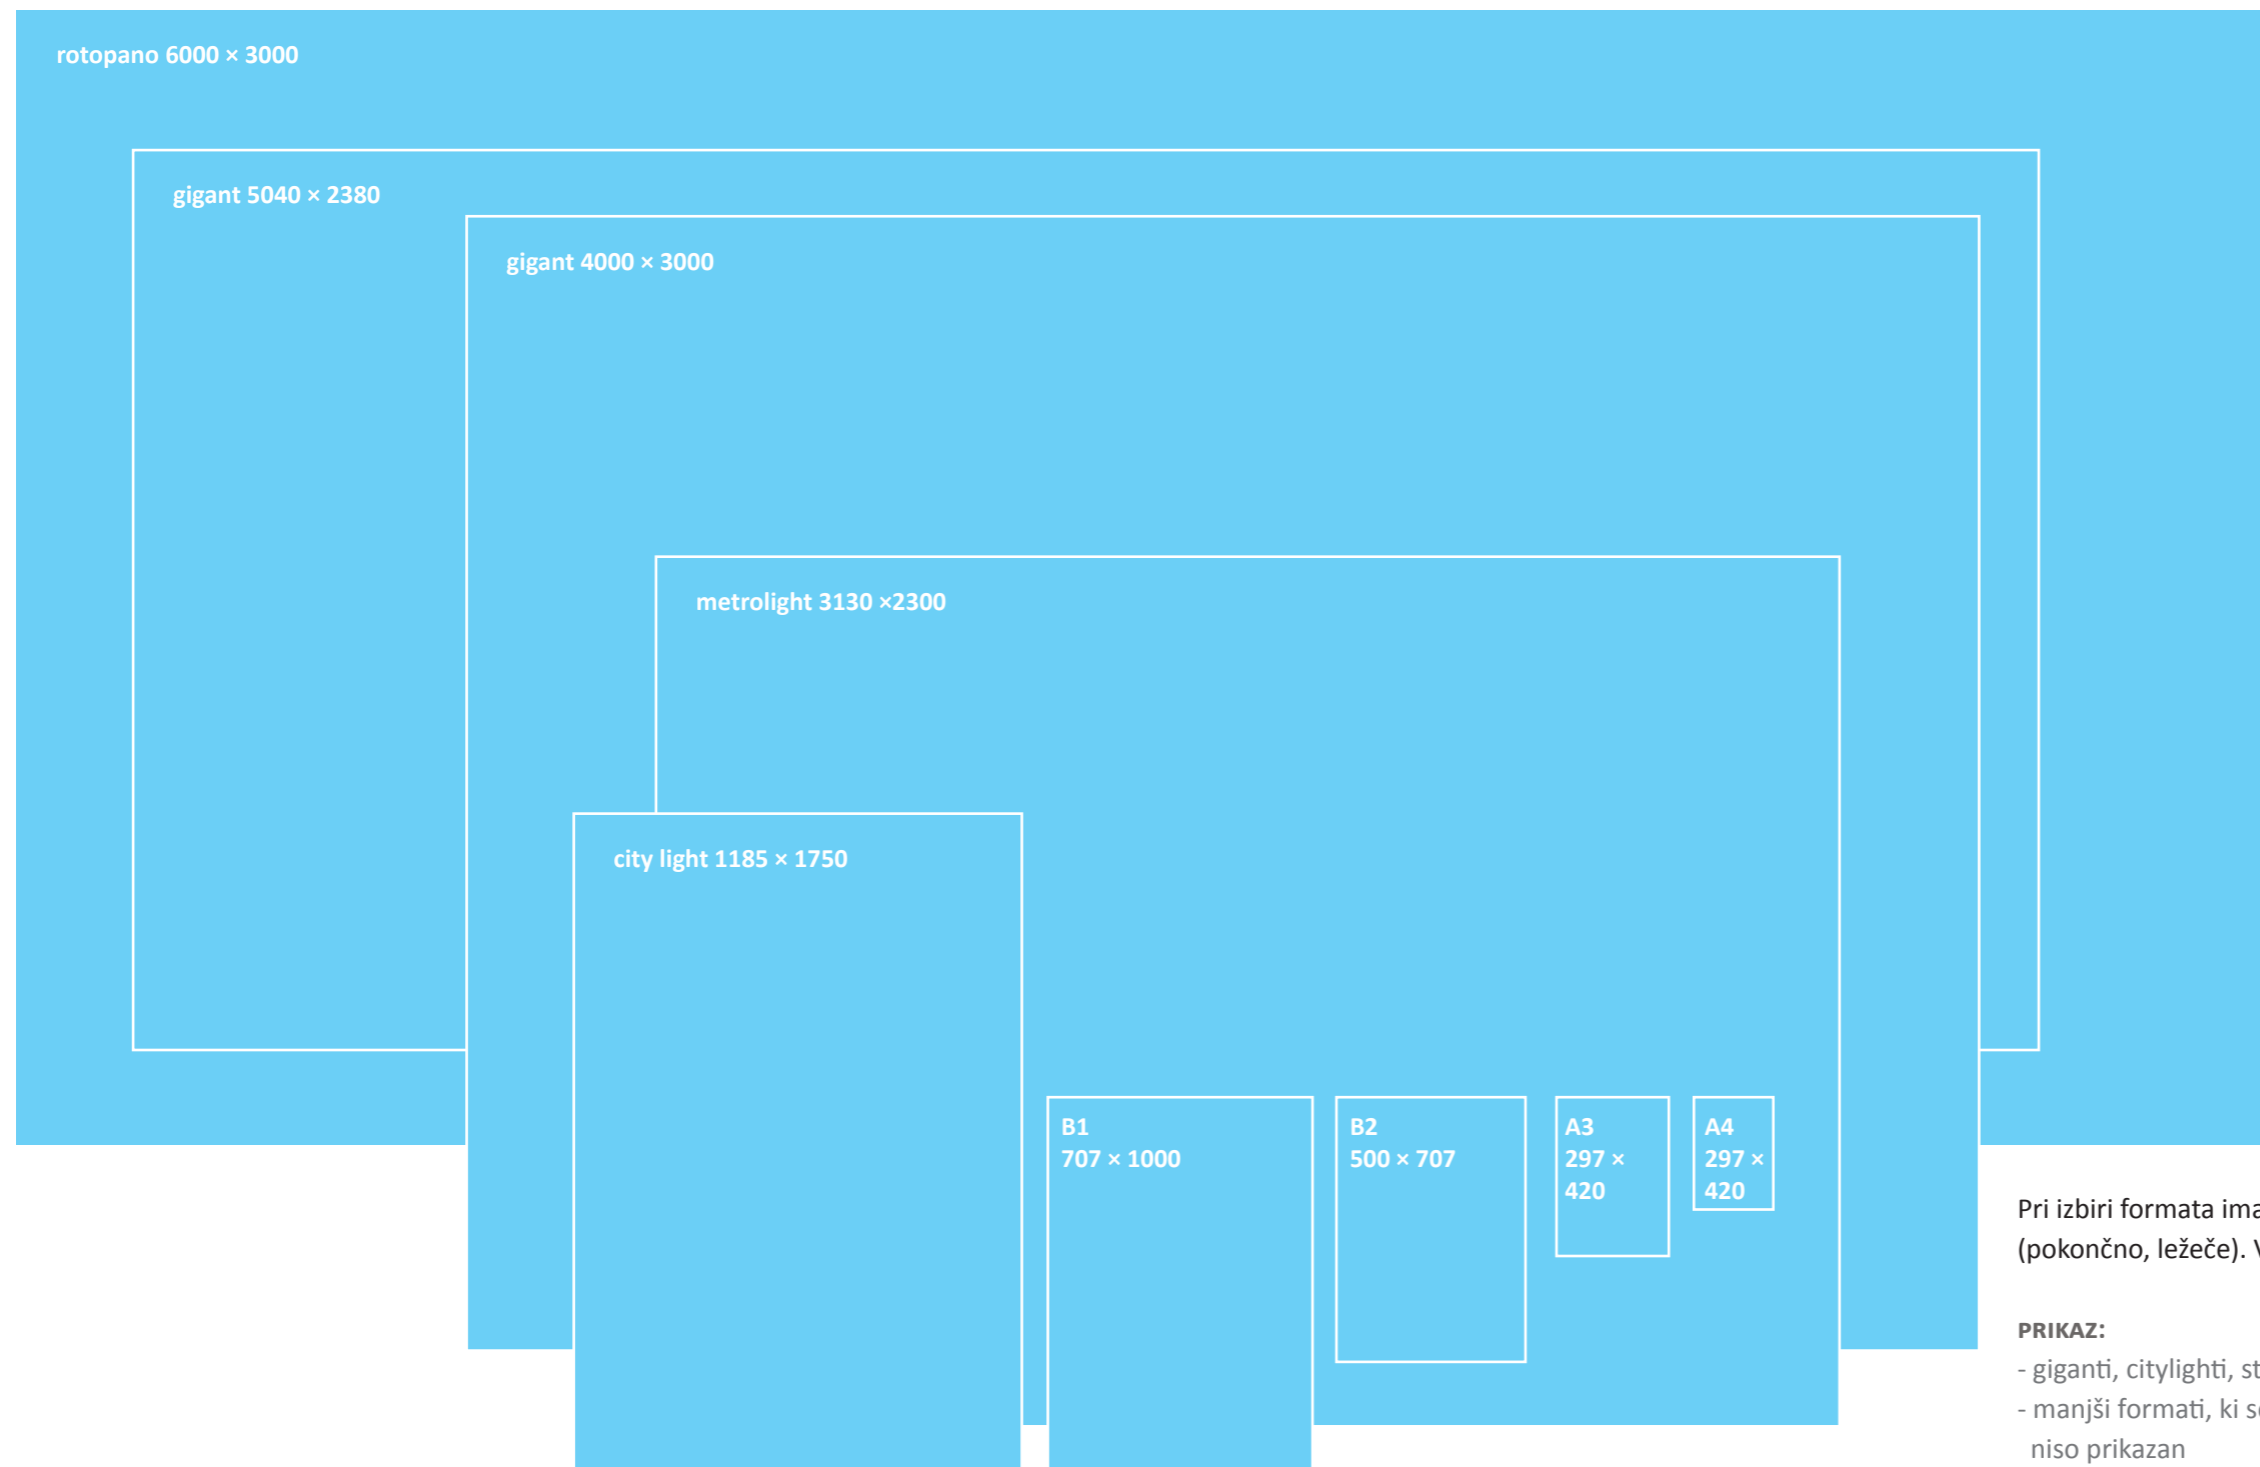 rotopano 6000 × 3000
gigant 5040 × 2380
gigant 4000 × 3000
metrolight 3130 ×2300
city light 1185 × 1750
B1
707 × 1000
B2
500 × 707
A3
297 ×
420
A4
297 ×
420
Pri izbiri formata
(pokončno, ležeče).
PRIKAZ:
- giganti, citylighti,
- manjši formati, ki
niso prikazan